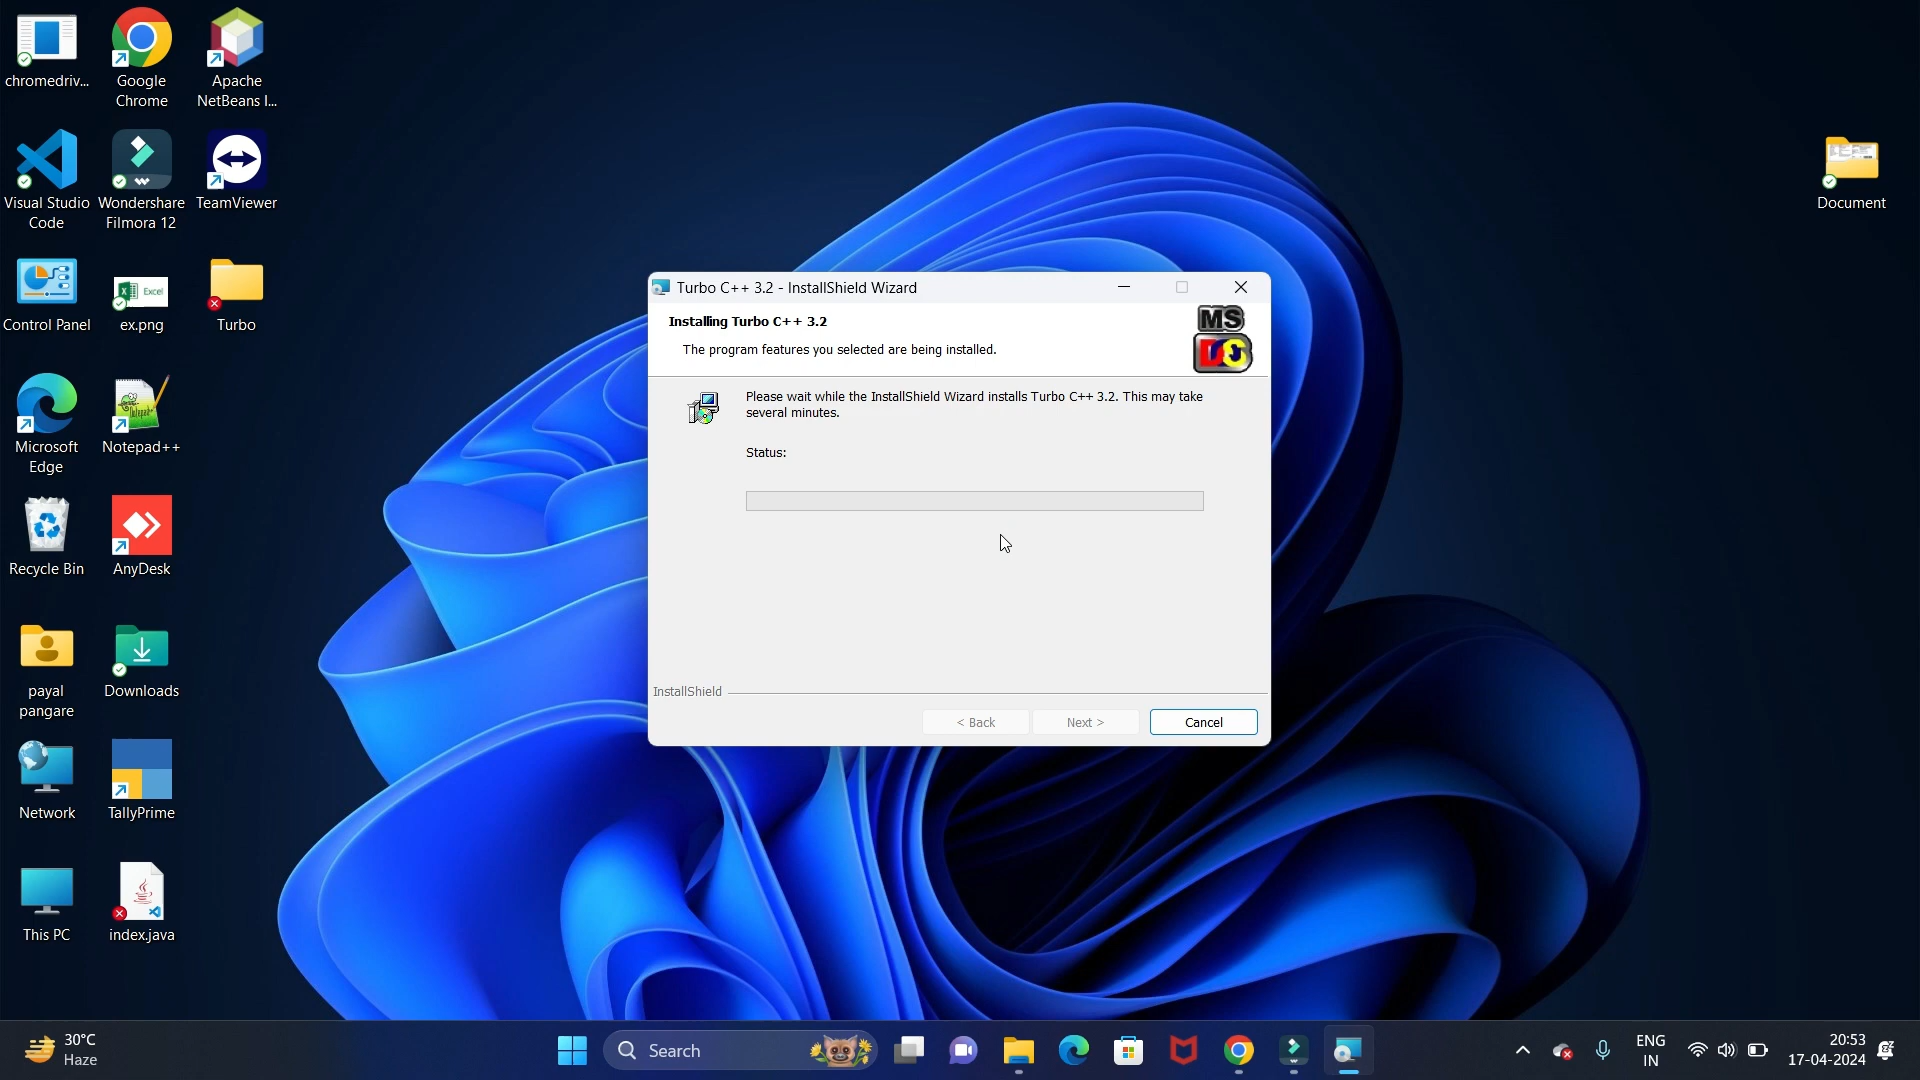 chromedriv...
Google
Chrome
Apache
NetBeans I...
Visual Studio
Code
Wondershare
Filmora 12
TeamViewer
Control Panel
Excel
ex.png
Turbo
Microsoft
Edge
Notepad++
Recycle Bin
AnyDesk
payal
pangare
Downloads
Network
TallyPrime
This PC
index.java
Document
Turbo C++ 3.2 - InstallShield Wizard
Installing Turbo C++ 3.2
The program features you selected are being installed.
MS
DOS
Please wait while the InstallShield Wizard installs Turbo C++ 3.2. This may take
several minutes.
Status:
InstallShield
< Back
Next >
Cancel
30°C
Haze
Search
ENG
IN
20:53
17-04-2024